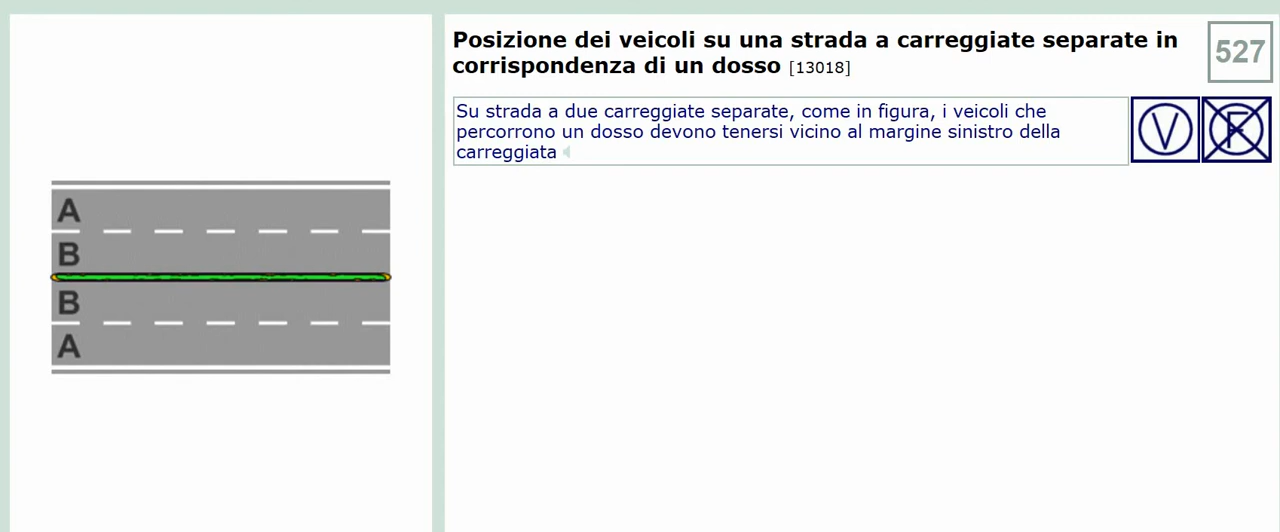 Posizione dei veicoli su una strada a carreggiate separate in
corrispondenza di un dosso [13018]
527
Su strada a due carreggiate separate, come in figura, i veicoli che
percorrono un dosso devono tenersi vicino al margine sinistro della
carreggiata
V F
A
B
B
A